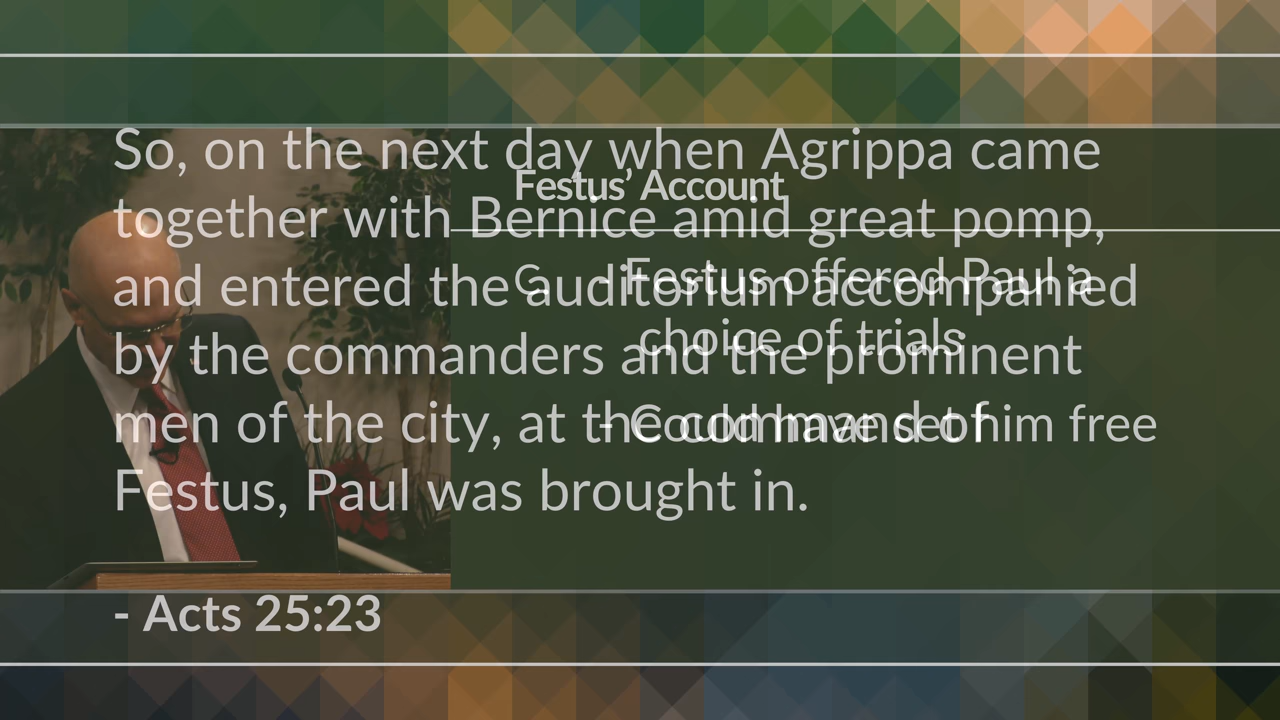 So, on the next day when Agrippa came
together with Bernice amid great pomp,
and entered the auditorium accompanied
by the commanders and the prominent
men of the city, at the command of
Festus, Paul was brought in.
- Acts 25:23
Festus’ Account
C. - Festus offered Paul a
choice of trials
- Could have set him free